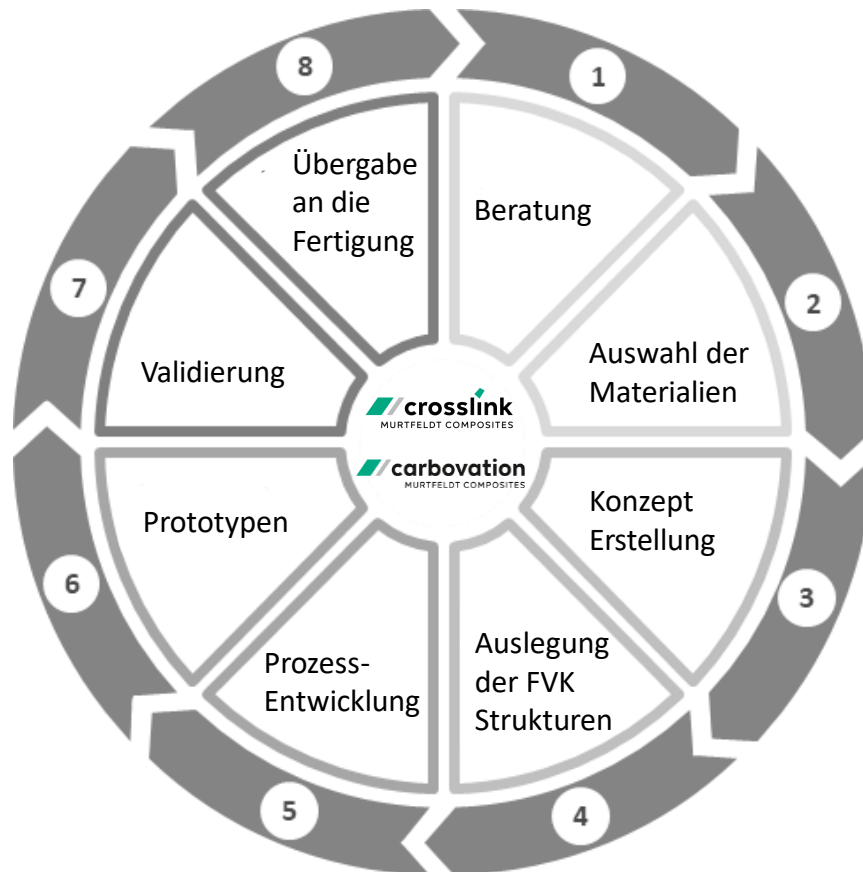 1
Beratung
2
Auswahl der
Materialien
3
Konzept
Erstellung
4
Auslegung
der FVK
Strukturen
5
Prozess-
Entwicklung
6
Prototypen
7
Validierung
8
Übergabe
an die
Fertigung
crosslink
MURTFELDT COMPOSITES
carbovation
MURTFELDT COMPOSITES